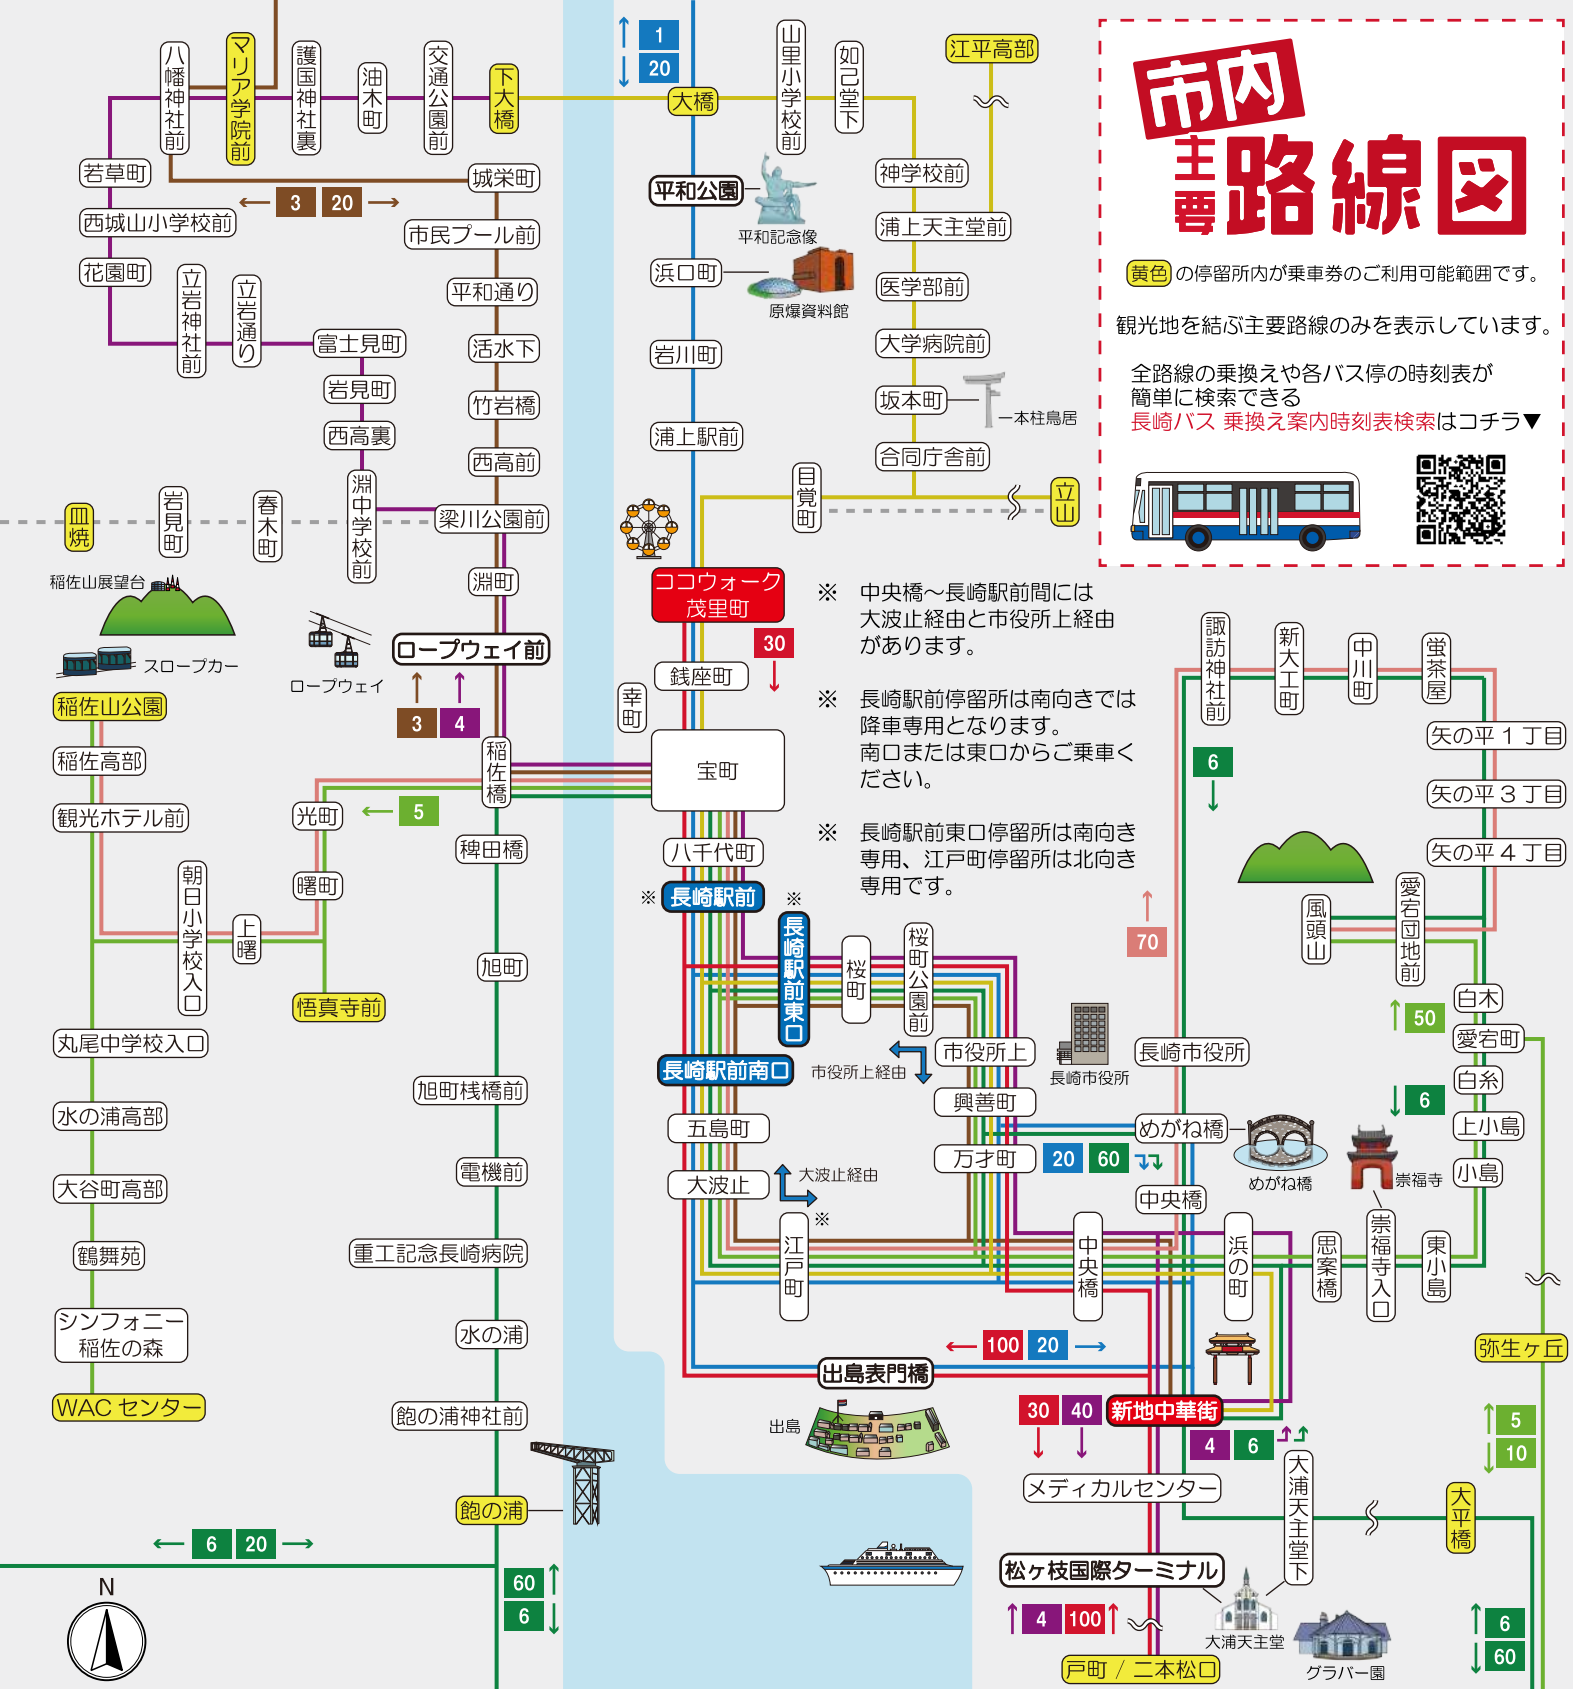 市内
主要
路線図
黄色 の停留所内が乗車券のご利用可能範囲です。
観光地を結ぶ主要路線のみを表示しています。
全路線の乗換えや各バス停の時刻表が
簡単に検索できる
長崎バス 乗換え案内時刻表検索はコチラ▼
1
20
八幡神社前
マリア学院前
護国神社裏
油木町
交通公園前
下大橋
大橋
山里小学校前
如己堂下
江平高部
若草町
西城山小学校前
花園町
立岩神社前
立岩通り
富士見町
岩見町
西高裏
淵中学校前
3
20
城栄町
市民プール前
平和通り
活水下
竹岩橋
西高前
梁川公園前
淵町
ロープウェイ前
3
4
稲佐橋
平和公園
平和記念像
浜口町
原爆資料館
岩川町
浦上駅前
神学校前
浦上天主堂前
医学部前
大学病院前
坂本町
一本柱鳥居
合同庁舎前
目覚町
立山
皿焼
岩見町
春木町
稲佐山展望台
スロープカー
ロープウェイ
稲佐山公園
稲佐高部
観光ホテル前
朝日小学校入口
上曙
光町
曙町
5
悟真寺前
丸尾中学校入口
水の浦高部
大谷町高部
鶴舞苑
シンフォニー
稲佐の森
WAC センター
稗田橋
旭町
旭町桟橋前
電機前
重工記念長崎病院
水の浦
飽の浦神社前
飽の浦
6
20
60
6
N
ココウォーク
茂里町
30
銭座町
幸町
宝町
八千代町
※
長崎駅前
※
長崎駅前東口
桜町
桜町公園前
長崎駅前南口
市役所上経由
五島町
大波止
大波止経由
江戸町
※
市役所上
興善町
万才町
20
60
長崎市役所
※ 中央橋〜長崎駅前間には
大波止経由と市役所上経由
があります。
※ 長崎駅前停留所は南向きでは
降車専用となります。
南口または東口からご乗車く
ださい。
※ 長崎駅前東口停留所は南向き
専用、江戸町停留所は北向き
専用です。
諏訪神社前
新大工町
中川町
蛍茶屋
矢の平1丁目
矢の平3丁目
矢の平4丁目
6
70
風頭山
愛宕団地前
白木
50
愛宕町
白糸
6
上小島
小島
長崎市役所
めがね橋
めがね橋
崇福寺
中央橋
中央橋
浜の町
思案橋
崇福寺入口
東小島
弥生ヶ丘
100
20
出島表門橋
出島
30
40
新地中華街
4
6
メディカルセンター
大浦天主堂下
大平橋
5
10
松ヶ枝国際ターミナル
4
100
大浦天主堂
グラバー園
戸町 / 二本松口
6
60